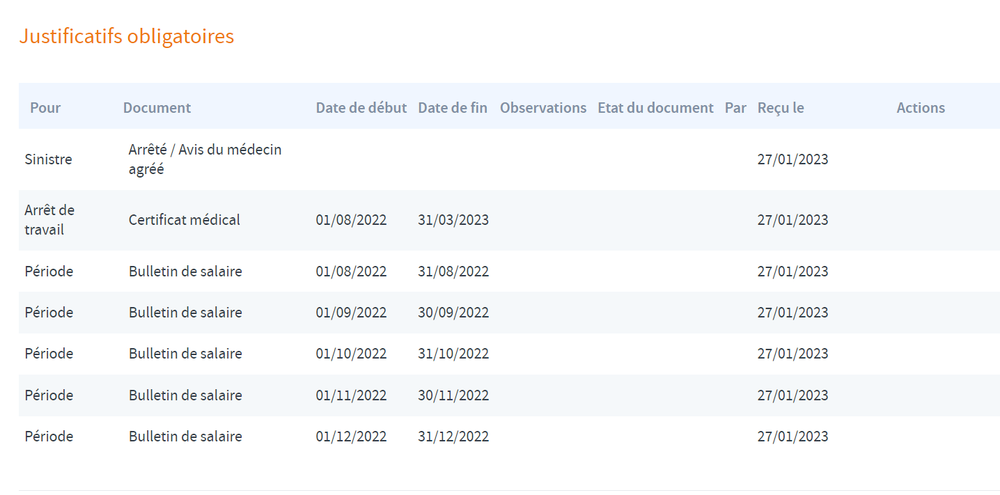 Justificatifs obligatoires
Pour Document Date de début Date de fin Observations Etat du document Par Reçu le Actions
Sinistre Arrêté / Avis du médecin agréé 27/01/2023
Arrêt de travail Certificat médical 01/08/2022 31/03/2023 27/01/2023
Période Bulletin de salaire 01/08/2022 31/08/2022 27/01/2023
Période Bulletin de salaire 01/09/2022 30/09/2022 27/01/2023
Période Bulletin de salaire 01/10/2022 31/10/2022 27/01/2023
Période Bulletin de salaire 01/11/2022 30/11/2022 27/01/2023
Période Bulletin de salaire 01/12/2022 31/12/2022 27/01/2023